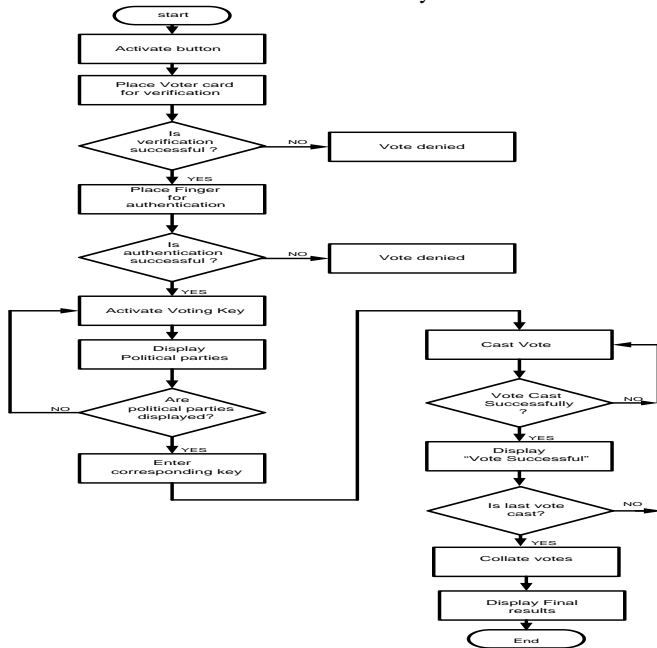 start
Activate button
Place Voter card
for verification
Is
verification
successful ?
NO
Vote denied
YES
Place Finger
for
authentication
Is
authentication
successful ?
NO
Vote denied
YES
Activate Voting Key
Display
Political parties
Are
political parties
displayed?
NO
YES
Enter
corresponding key
Cast Vote
Vote Cast
Successfully
?
NO
YES
Display
“Vote Successful”
Is last vote
cast?
NO
YES
Collate votes
Display Final
results
End